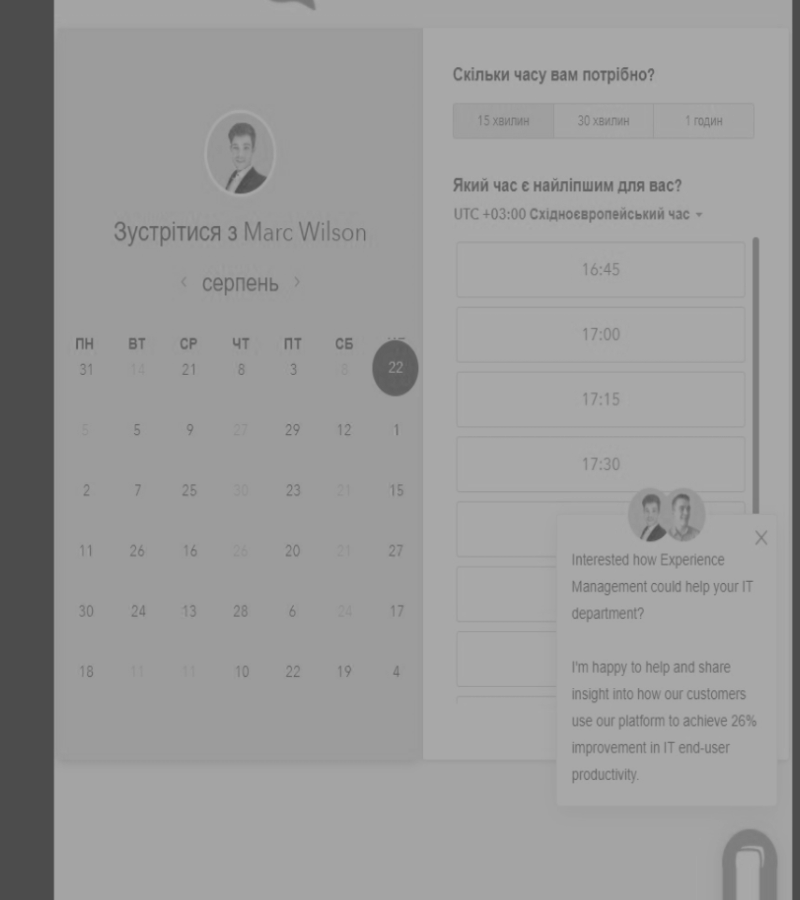 Зустрітися з Marc Wilson
серпень
ПН ВТ СР ЧТ ПТ СБ
31 14 21 8 3 8 22
5 5 9 27 29 12 1
2 7 25 30 23 21 15
11 26 16 26 20 21 27
30 24 13 28 6 24 17
18 11 11 10 22 19 4
Скільки часу вам потрібно?
15 хвилин 30 хвилин 1 годин
Який час є найліпшим для вас?
UTC +03:00 Східноєвропейський час
16:45
17:00
17:15
17:30
Interested how Experience
Management could help your IT
department?
I'm happy to help and share
insight into how our customers
use our platform to achieve 26%
improvement in IT end-user
productivity.